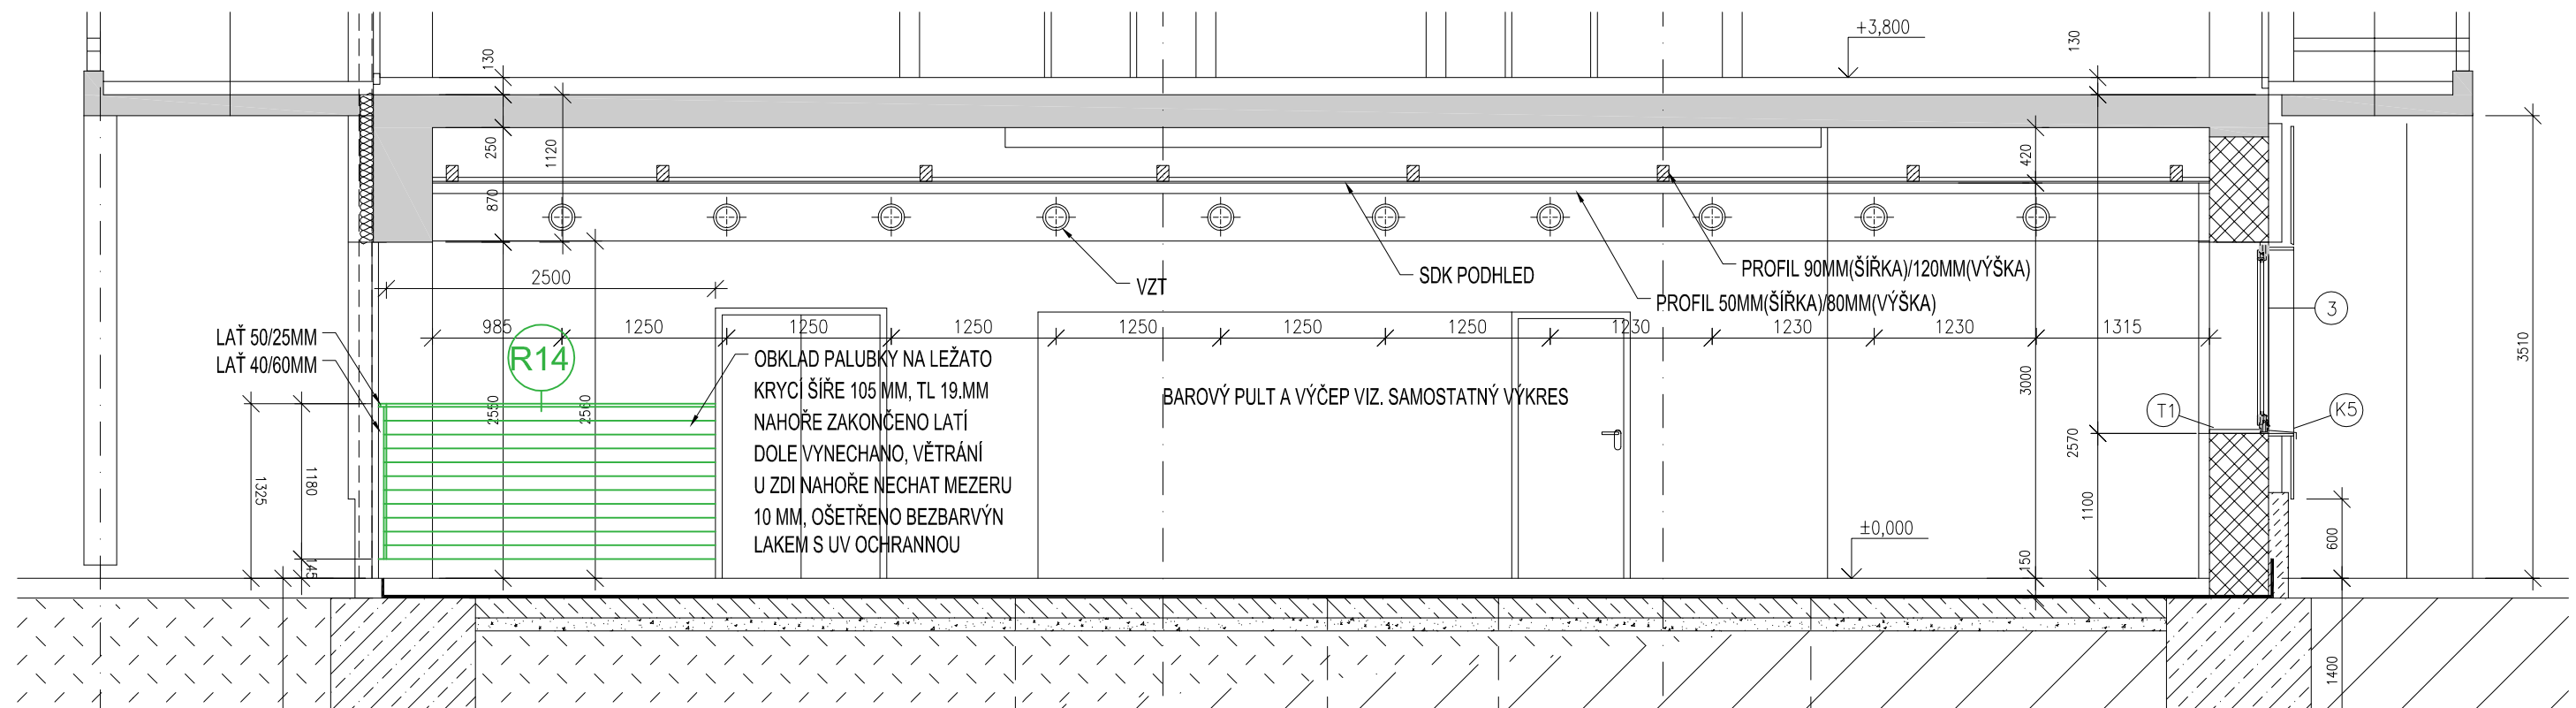 +3,800
130
130
250
1120
420
870
2500
VZT
SDK PODHLED
PROFIL 90MM(ŠÍŘKA)/120MM(VÝŠKA)
PROFIL 50MM(ŠÍŘKA)/80MM(VÝŠKA)
3
LAŤ 50/25MM
LAŤ 40/60MM
985
1250
1250
1250
1250
1250
1250
1230
1230
1230
1315
3510
R14
OBKLAD PALUBKY NA LEŽATO
KRYCÍ ŠÍŘE 105 MM, TL 19.MM
NAHOŘE ZAKONČENO LATÍ
DOLE VYNECHANO, VĚTRÁNÍ
U ZDI NAHOŘE NECHAT MEZERU
10 MM, OŠETŘENO BEZBARVÝN
LAKEM S UV OCHRANNOU
BAROVÝ PULT A VÝČEP VIZ. SAMOSTATNÝ VÝKRES
3000
2550
2560
T1
K5
2570
1325
1180
1100
±0,000
600
145
150
1400